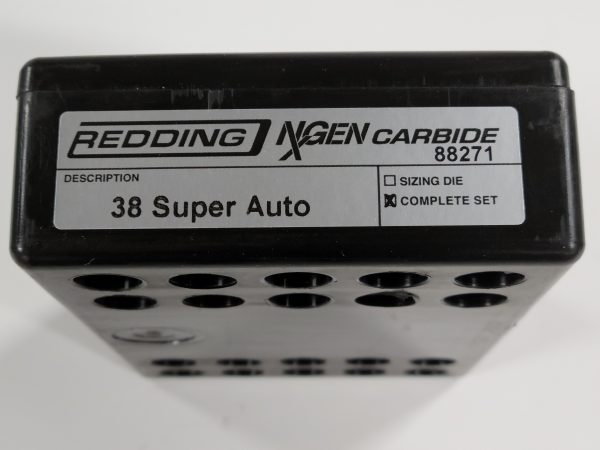 REDDING NXGEN CARBIDE
88271
DESCRIPTION
38 Super Auto
SIZING DIE
COMPLETE SET